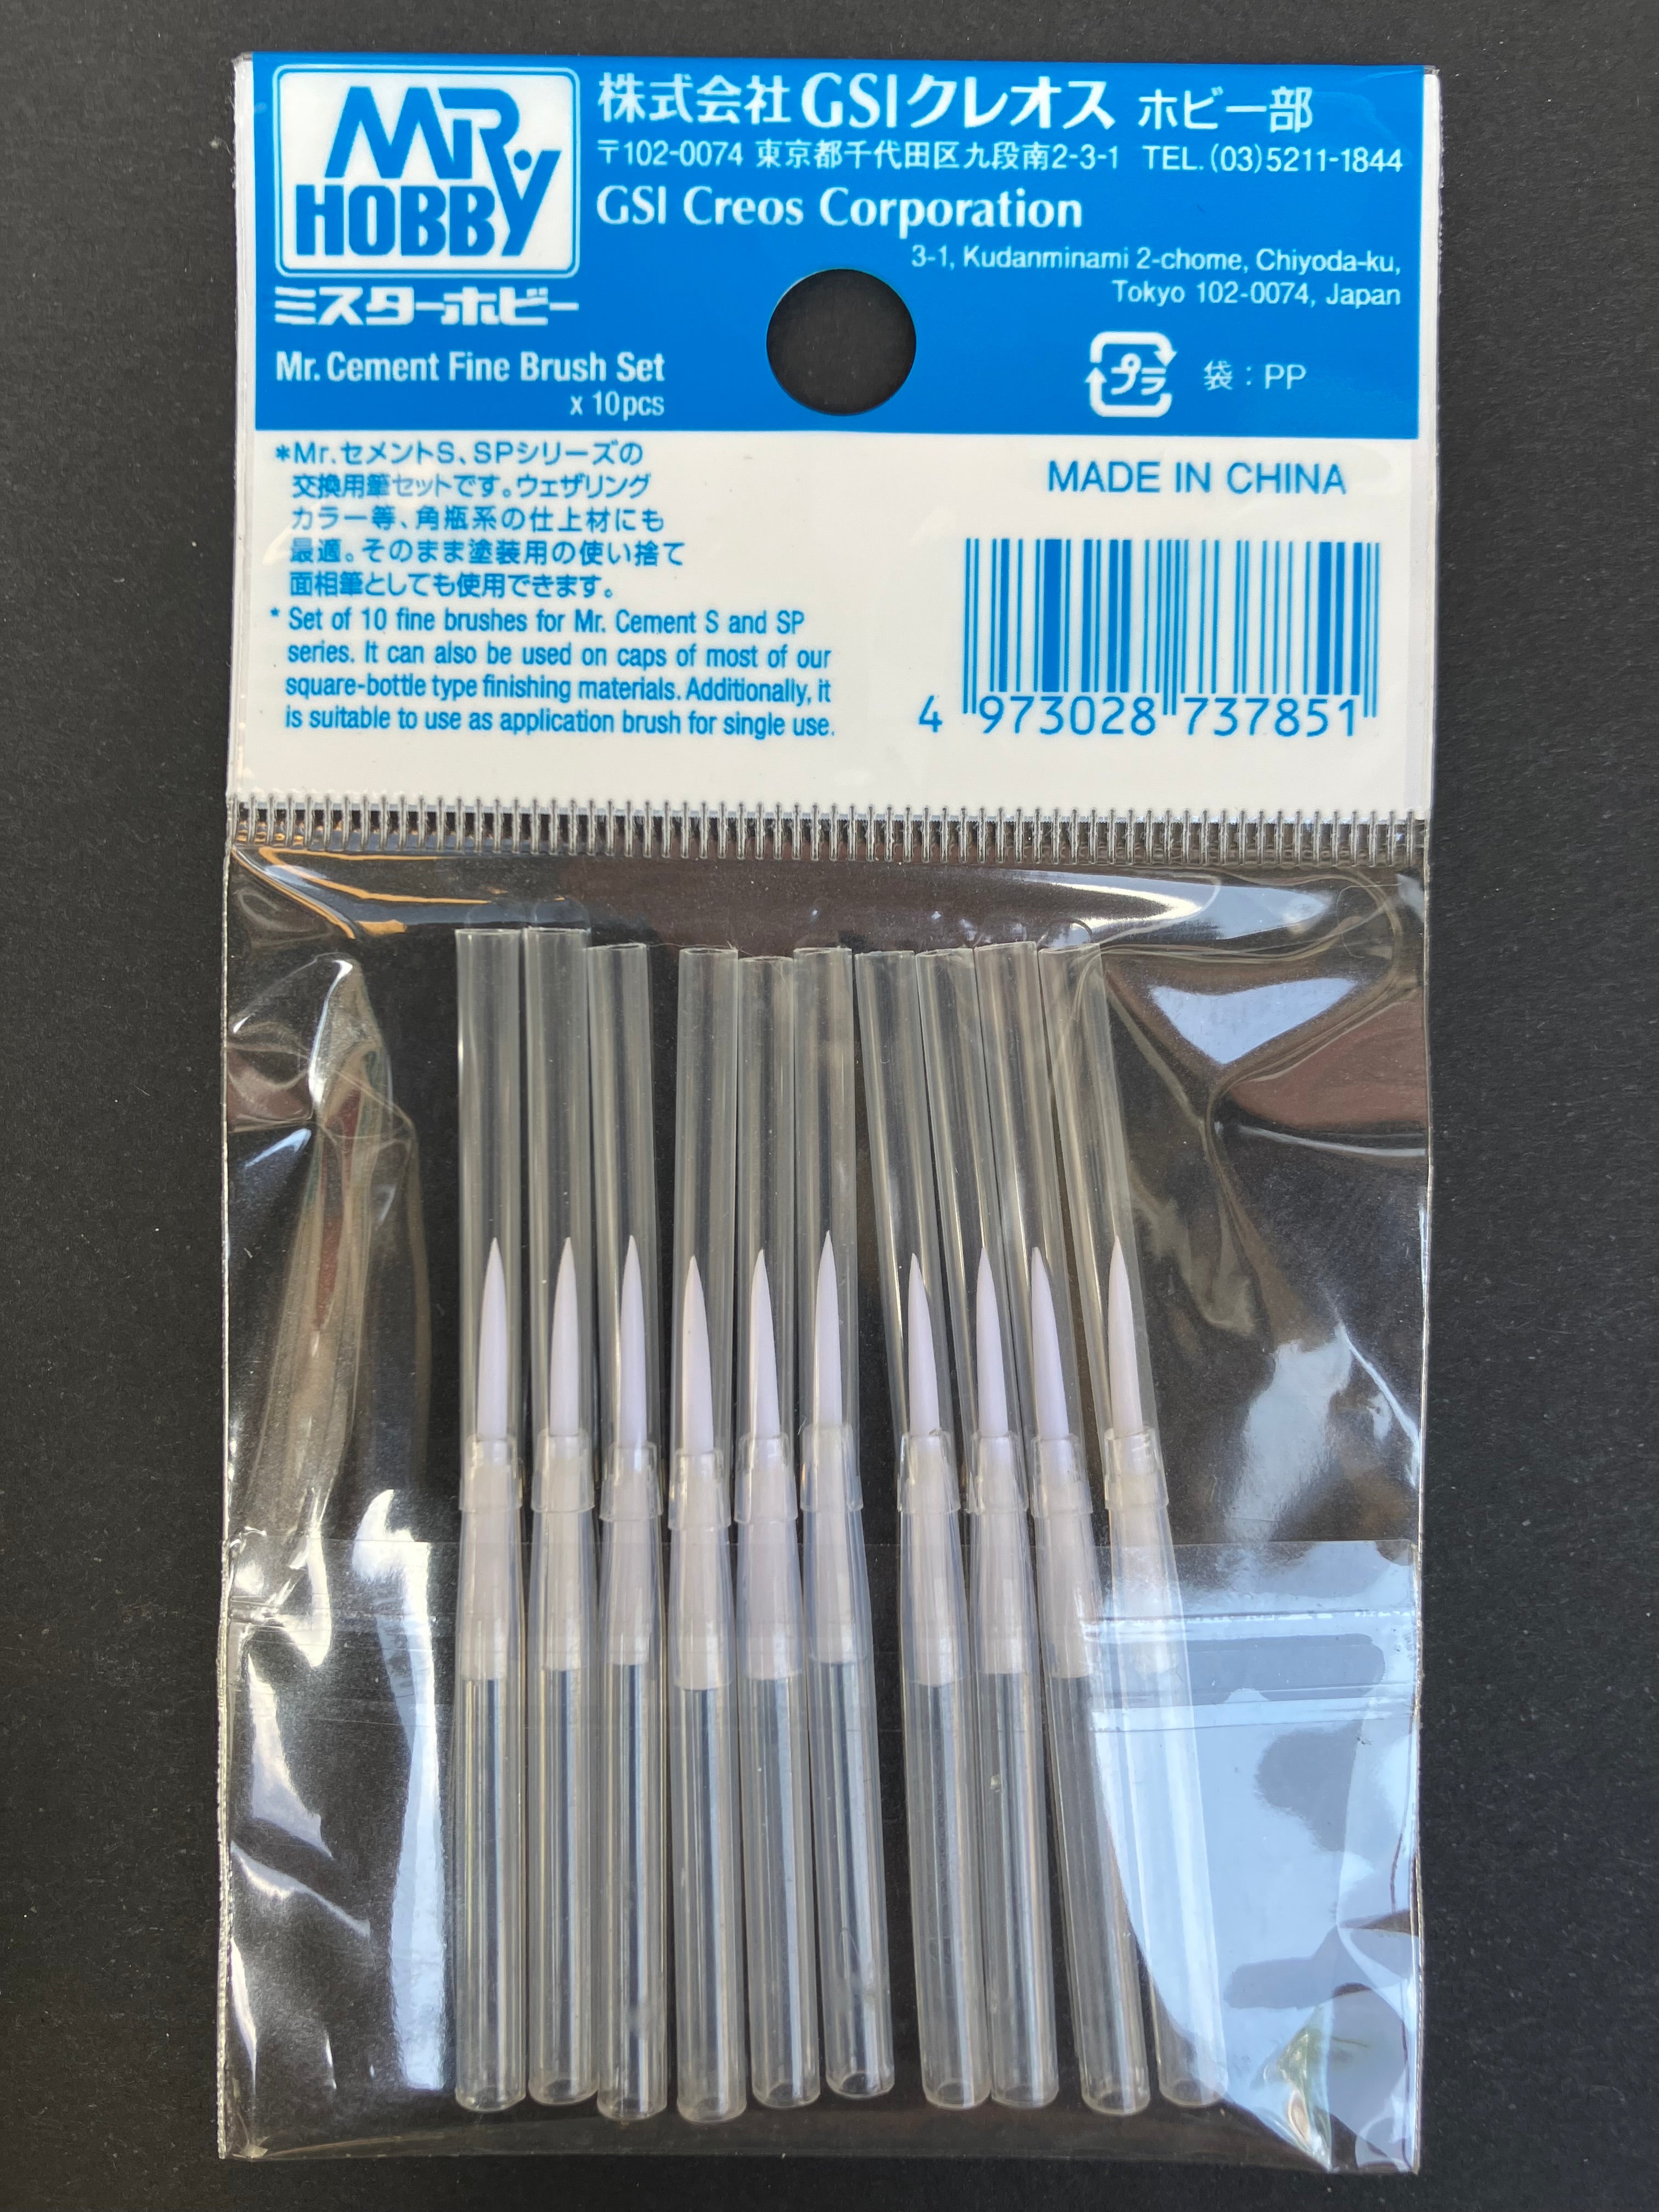 MR. HOBBY
ミスターホビー
株式会社GSIクレオス ホビー部
〒102-0074 東京都千代田区九段南2-3-1 TEL.(03)5211-1844
GSI Creos Corporation
3-1, Kudanminami 2-chome, Chiyoda-ku,
Tokyo 102-0074, Japan
Mr. Cement Fine Brush Set
x 10pcs
プラ 袋：PP
*Mr.セメントS、SPシリーズの
交換用筆セットです。ウェザリング
カラー等、角瓶系の仕上材にも
最適。そのまま塗装用の使い捨て
面相筆としても使用できます。
* Set of 10 fine brushes for Mr. Cement S and SP
series. It can also be used on caps of most of our
square-bottle type finishing materials. Additionally, it
is suitable to use as application brush for single use.
MADE IN CHINA
4 973028 737851